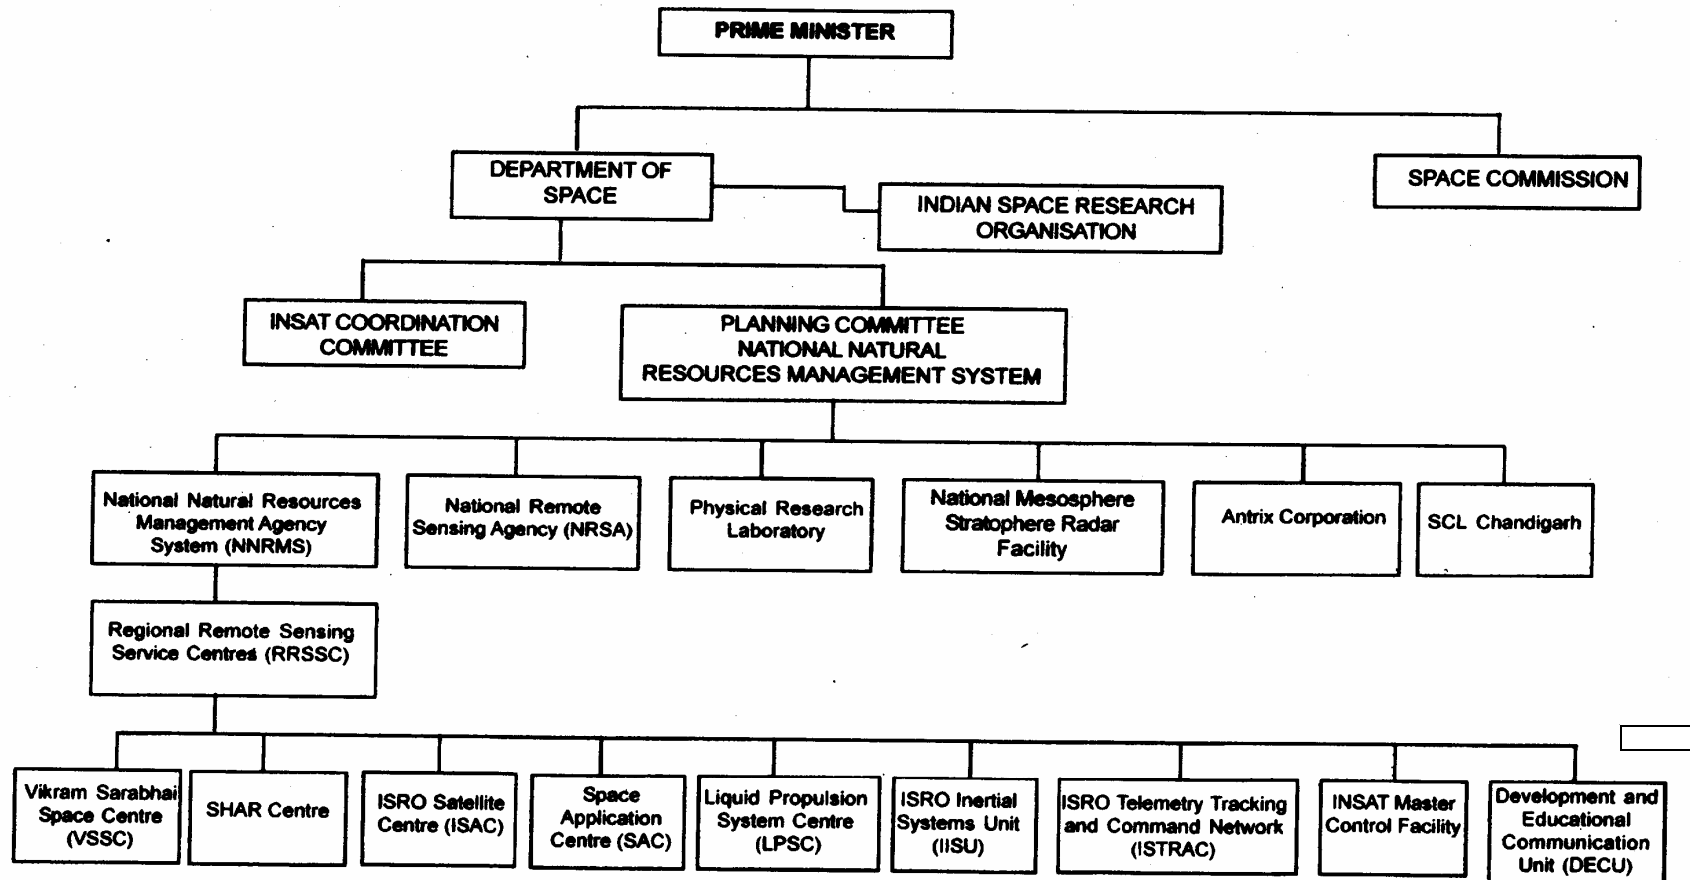 PRIME MINISTER
DEPARTMENT OF
SPACE
SPACE COMMISSION
INDIAN SPACE RESEARCH
ORGANISATION
INSAT COORDINATION
COMMITTEE
PLANNING COMMITTEE
NATIONAL NATURAL
RESOURCES MANAGEMENT SYSTEM
National Natural Resources
Management Agency
System (NNRMS)
National Remote
Sensing Agency (NRSA)
Physical Research
Laboratory
National Mesosphere
Stratophere Radar
Facility
Antrix Corporation
SCL Chandigarh
Regional Remote Sensing
Service Centres (RRSSC)
Vikram Sarabhai
Space Centre
(VSSC)
SHAR Centre
ISRO Satellite
Centre (ISAC)
Space
Application
Centre (SAC)
Liquid Propulsion
System Centre
(LPSC)
ISRO Inertial
Systems Unit
(IISU)
ISRO Telemetry Tracking
and Command Network
(ISTRAC)
INSAT Master
Control Facility
Development and
Educational
Communication
Unit (DECU)